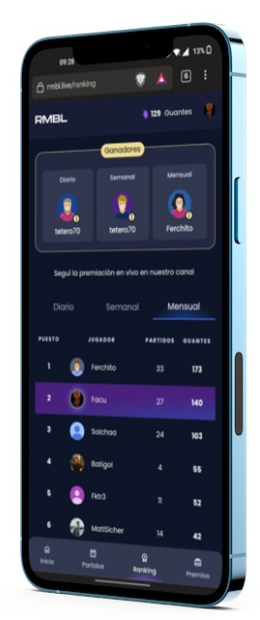 09:28 13%
rmbl.live/ranking 6
RMBL 129 Guantes
Ganadores
Diario Semanal Mensual
tetero70 tetero70 Ferchito
Seguí la premiación en vivo en nuestro canal
Diario Semanal Mensual
PUESTO JUGADOR PARTIDOS GUANTES
1 Ferchito 33 173
2 Facu 27 140
3 Solchaa 24 103
4 Batigol 4 55
5 Fktr3 11 52
6 MatiSicher 14 42
Inicio Partidos Ranking Premios